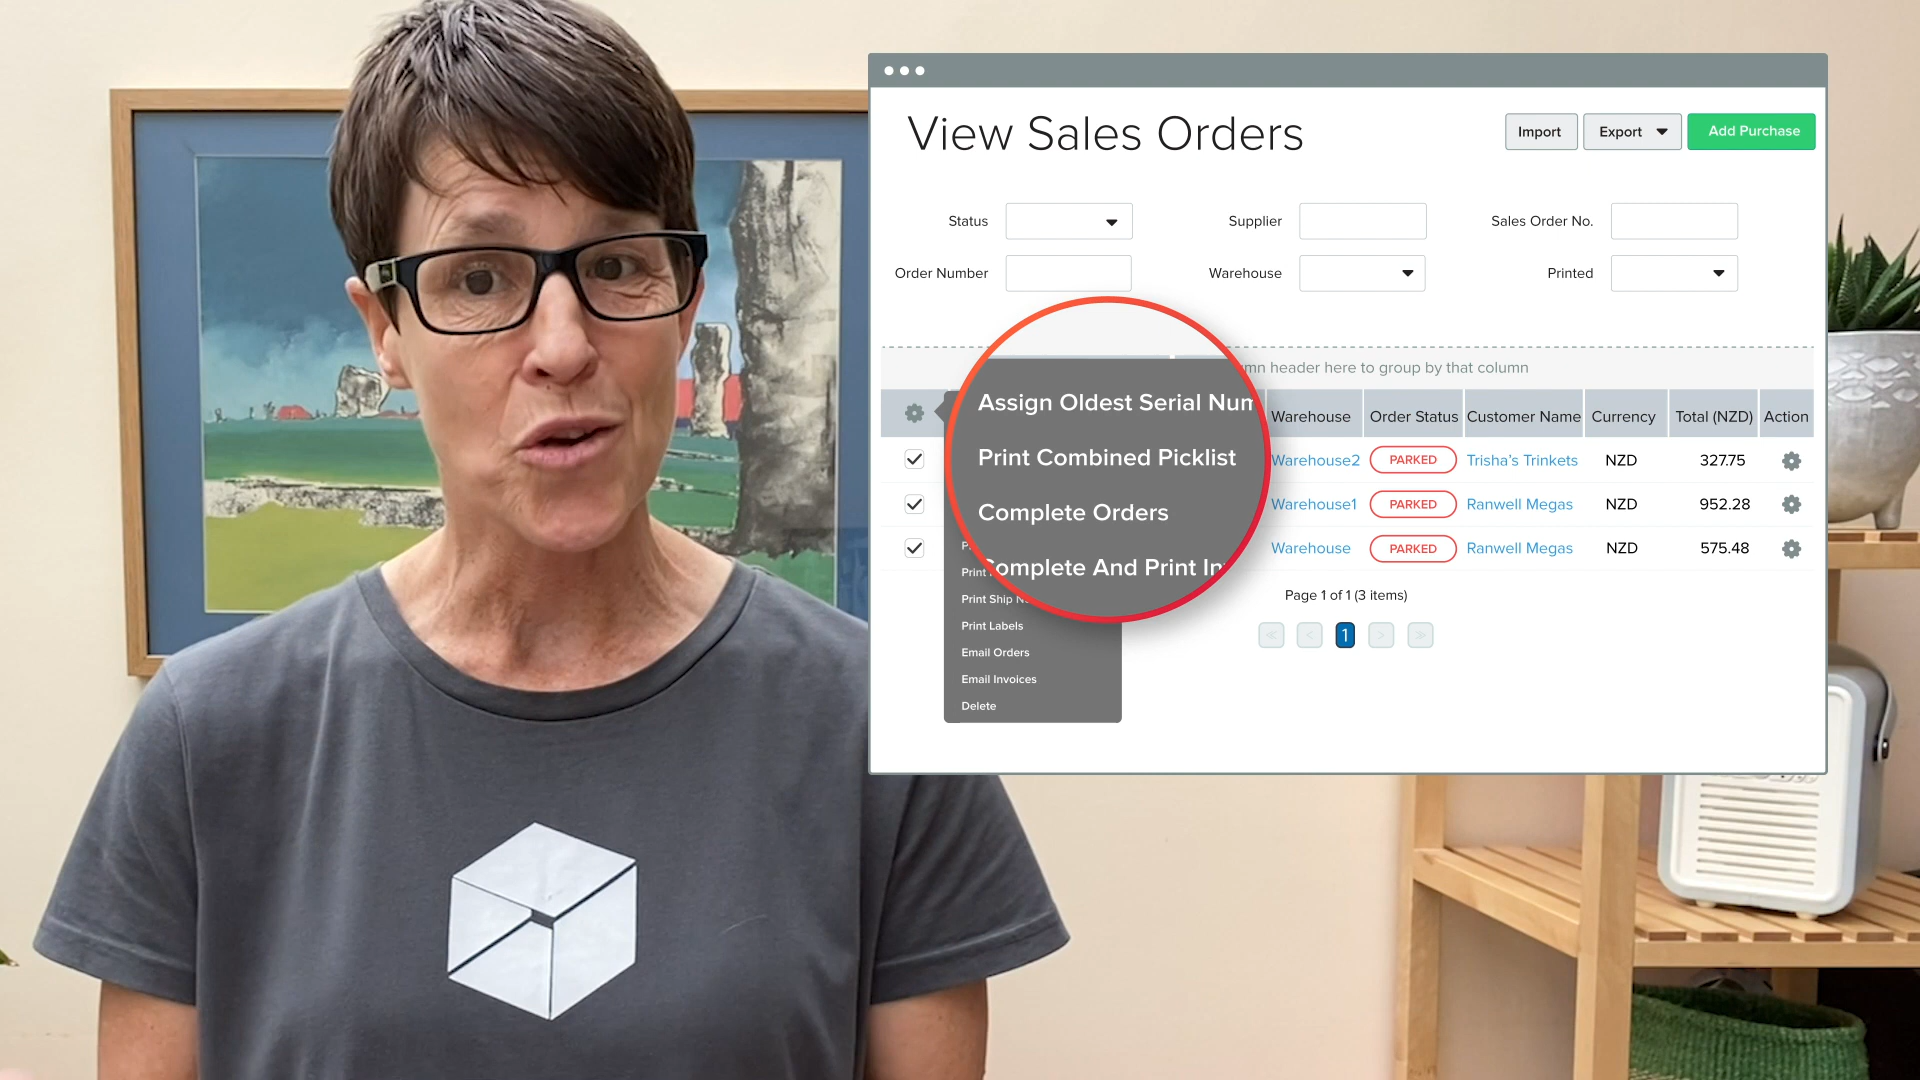 View Sales Orders
Import Export Add Purchase
Status Supplier Sales Order No.
Order Number Warehouse Printed
header here to group by that column
Warehouse Order Status Customer Name Currency Total (NZD) Action
Warehouse2 PARKED Trisha's Trinkets NZD 327.75
Warehouse1 PARKED Ranwell Megas NZD 952.28
Warehouse PARKED Ranwell Megas NZD 575.48
Assign Oldest Serial
Print Combined Picklist
Complete Orders
Complete And Print
Print
Print Ship
Print Labels
Email Orders
Email Invoices
Delete
Page 1 of 1 (3 items)
« < 1 > »